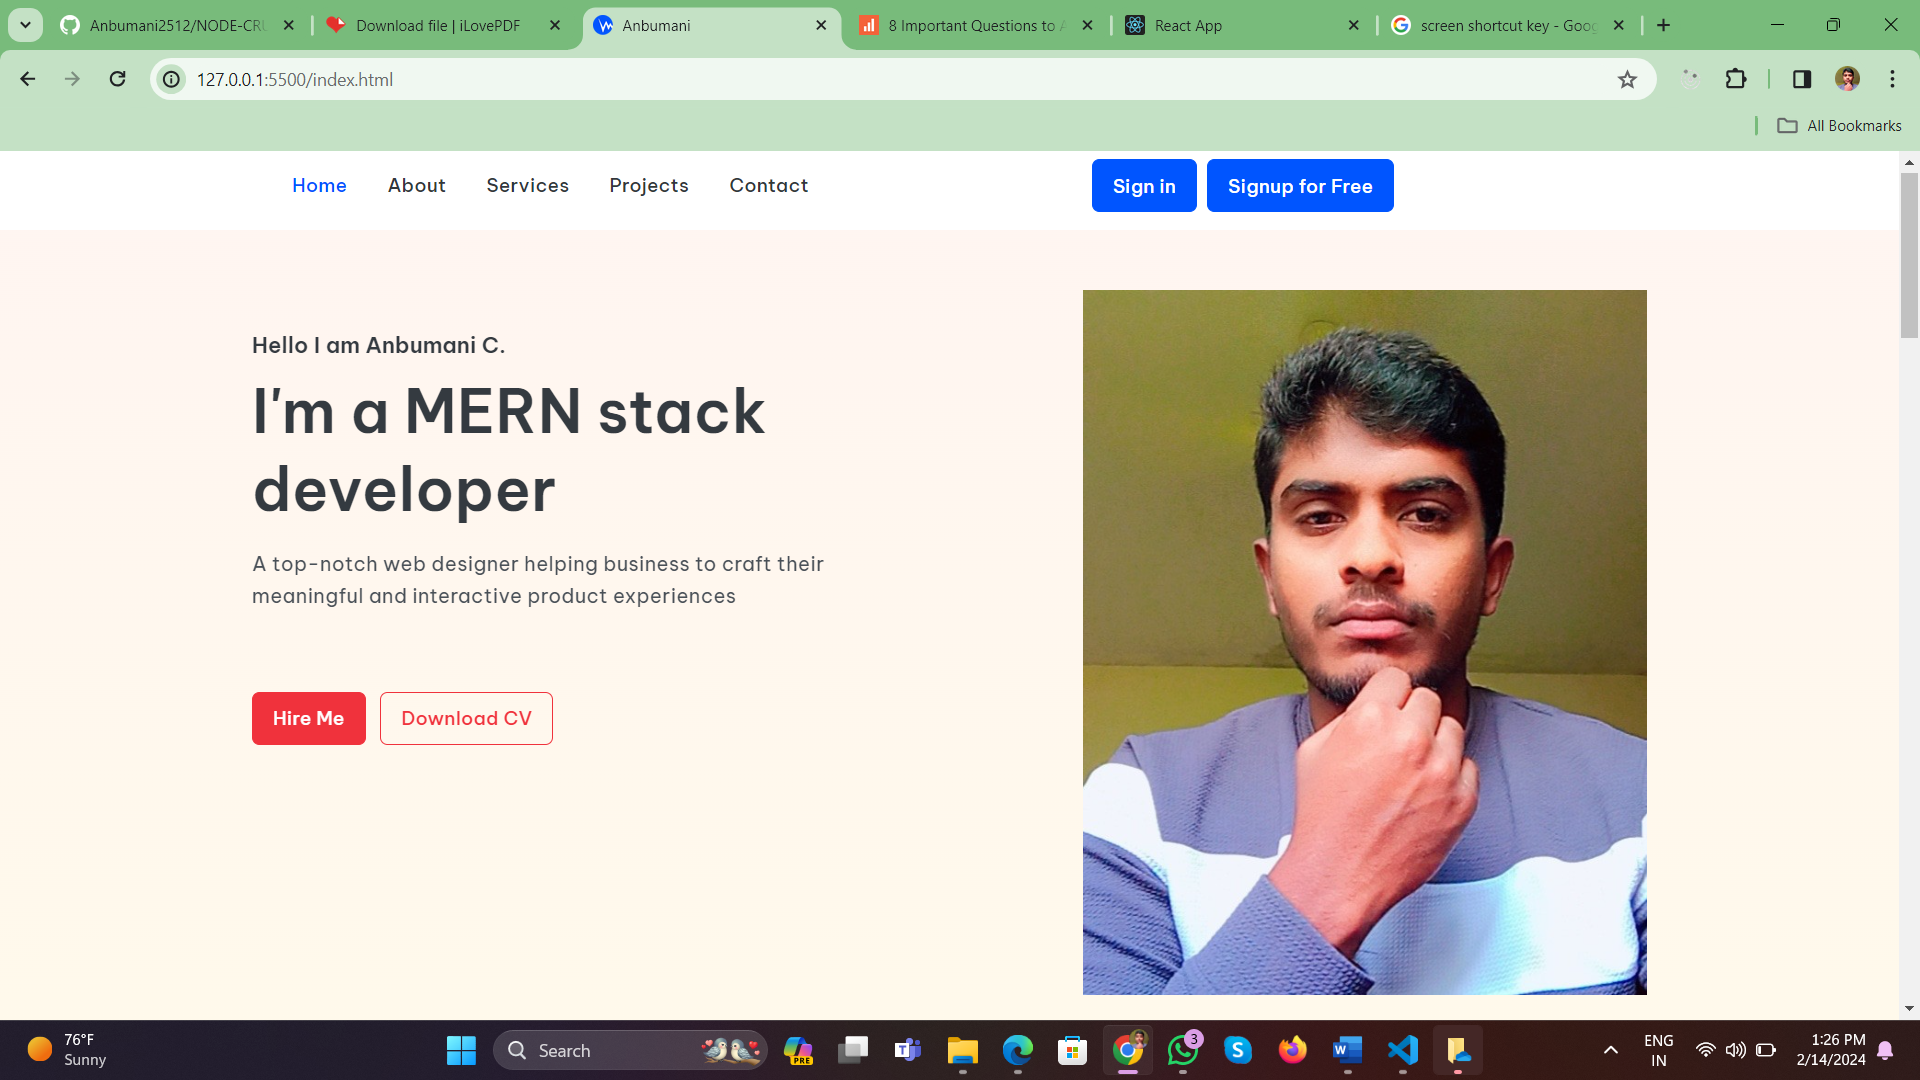 Anbumani2512/NODE-CRU
Download file | iLovePDF
Anbumani
8 Important Questions to A
React App
screen shortcut key - Goog
127.0.0.1:5500/index.html
All Bookmarks
Home
About
Services
Projects
Contact
Sign in
Signup for Free
Hello I am Anbumani C.
I'm a MERN stack
developer
A top-notch web designer helping business to craft their
meaningful and interactive product experiences
Hire Me
Download CV
76°F
Sunny
Search
PRE
3
ENG
IN
1:26 PM
2/14/2024